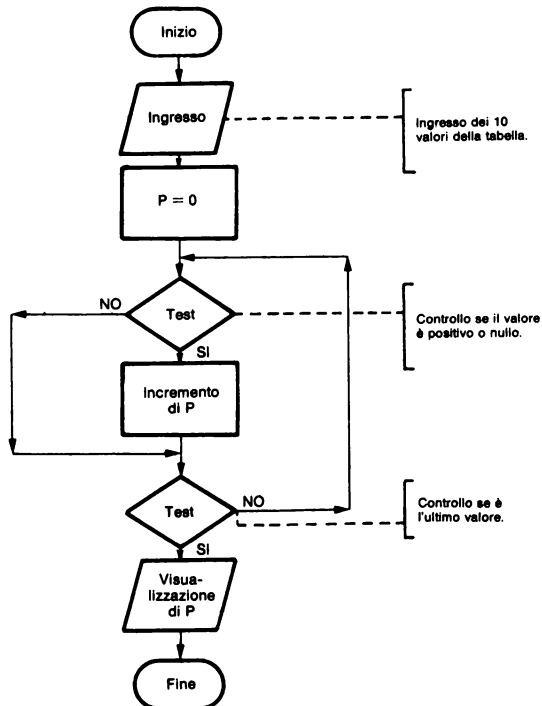 Inizio
Ingresso
Ingresso dei 10
valori della tabella.
P = 0
Test
NO
SI
Controllo se il valore
è positivo o nullo.
Incremento
di P
Test
NO
SI
Controllo se è
l'ultimo valore.
Visua-
lizzazione
di P
Fine